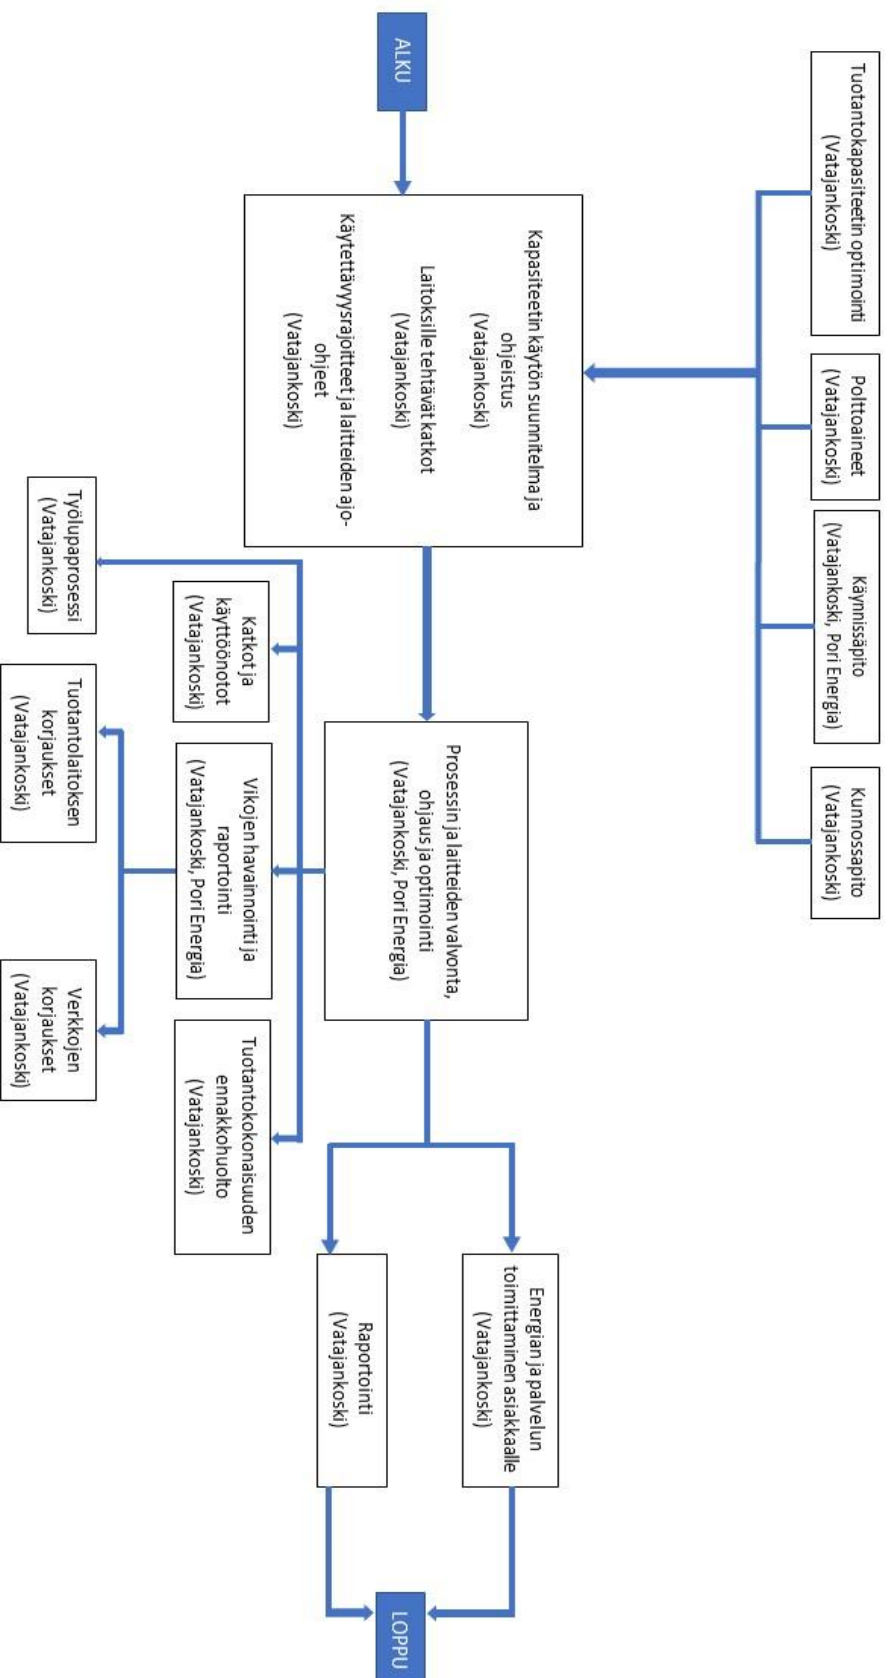 Tuotantokapasiteetin optimointi
(Vatajankoski)
Polttoaineet
(Vatajankoski)
Käynnissäpito
(Vatajankoski, Pori Energia)
Kunnossapito
(Vatajankoski)
ALKU
Kapasiteetin käytön suunnitelma ja
ohjeistus
(Vatajankoski)
Laitoksille tehtävät katkot
(Vatajankoski)
Käytettävyysrajoitteet ja laitteiden ajo-
ohjeet
(Vatajankoski)
Prosessin ja laitteiden valvonta,
ohjaus ja optimointi
(Vatajankoski, Pori Energia)
Energian ja palvelun
toimittaminen asiakkaalle
(Vatajankoski)
Raportointi
(Vatajankoski)
LOPPU
Katkot ja
käyttöönotot
(Vatajankoski)
Vikojen havainnointi ja
raportointi
(Vatajankoski, Pori Energia)
Tuotantokokonaisuuden
ennakkohuolto
(Vatajankoski)
Työlupaprosessi
(Vatajankoski)
Tuotantolaitoksen
korjaukset
(Vatajankoski)
Verkkojen
korjaukset
(Vatajankoski)